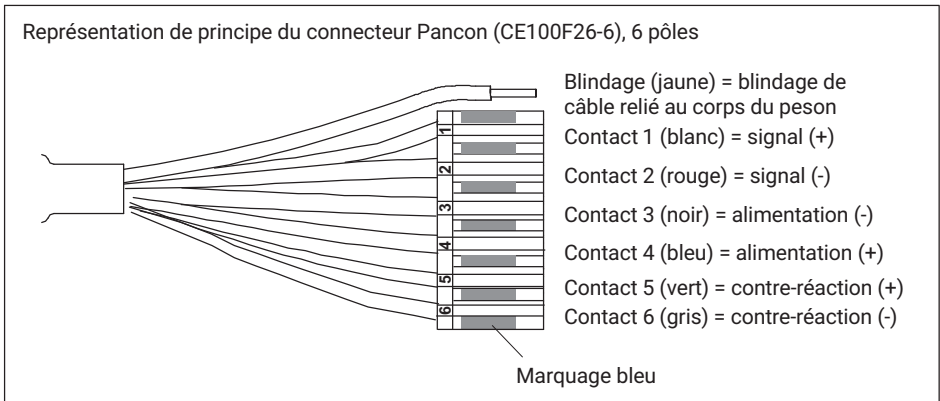 Représentation de principe du connecteur Pancon (CE100F26-6), 6 pôles
Blindage (jaune) = blindage de
câble relié au corps du peson
1
Contact 1 (blanc) = signal (+)
2
Contact 2 (rouge) = signal (-)
3
Contact 3 (noir) = alimentation (-)
4
Contact 4 (bleu) = alimentation (+)
5
Contact 5 (vert) = contre-réaction (+)
6
Contact 6 (gris) = contre-réaction (-)
Marquage bleu